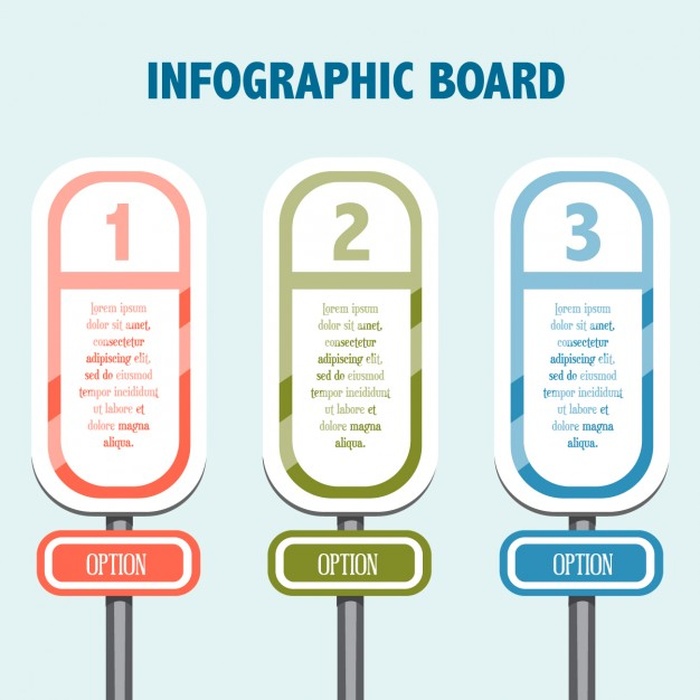 INFOGRAPHIC BOARD
1
Lorem ipsum
dolor sit amet,
consectetur
adipiscing elit,
sed do eiusmod
tempor incididunt
ut labore et
dolore magna
aliqua.
OPTION
2
Lorem ipsum
dolor sit amet,
consectetur
adipiscing elit,
sed do eiusmod
tempor incididunt
ut labore et
dolore magna
aliqua.
OPTION
3
Lorem ipsum
dolor sit amet,
consectetur
adipiscing elit,
sed do eiusmod
tempor incididunt
ut labore et
dolore magna
aliqua.
OPTION